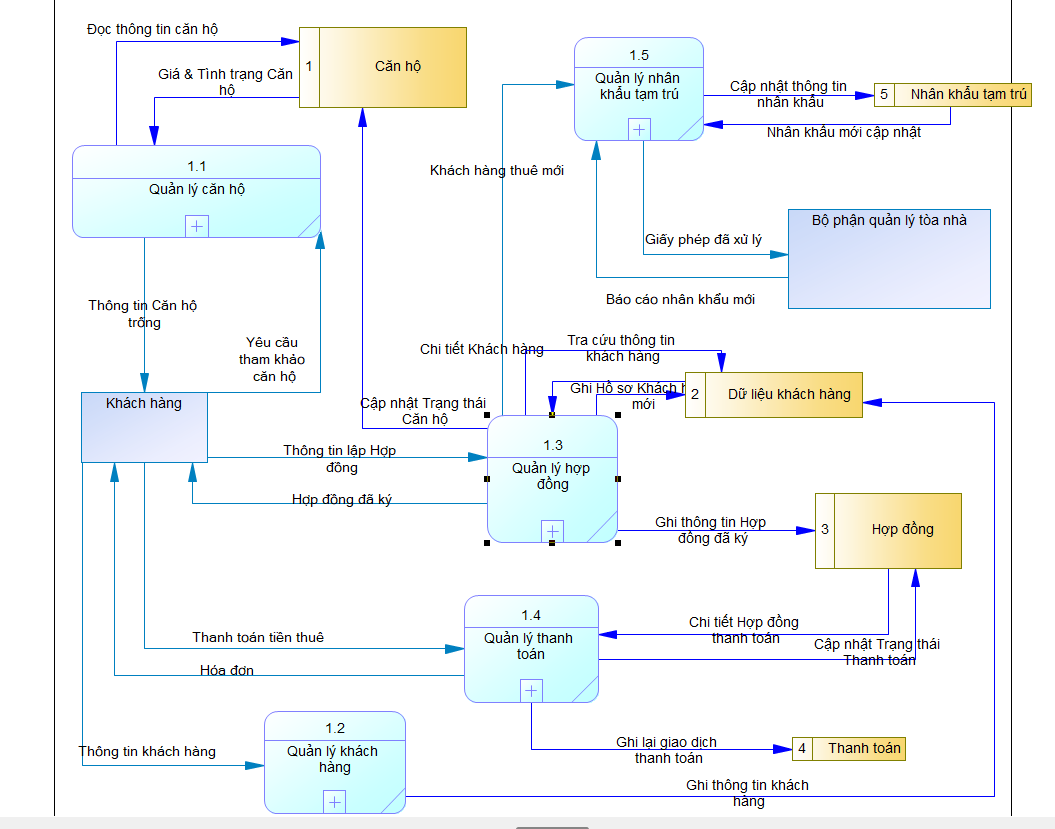 Đọc thông tin căn hộ
1
Căn hộ
Giá & Tình trạng Căn
hộ
1.1
Quản lý căn hộ
1.5
Quản lý nhân
khẩu tạm trú
Cập nhật thông tin
nhân khẩu
5
Nhân khẩu tạm trú
Nhân khẩu mới cập nhật
Khách hàng thuê mới
Giấy phép đã xử lý
Bộ phận quản lý tòa nhà
Báo cáo nhân khẩu mới
Thông tin Căn hộ
trống
Yêu cầu
tham khảo
căn hộ
Khách hàng
Chi tiết Khách hàng
Tra cứu thông tin
khách hàng
Ghi Hồ sơ Khách h
mới
2
Dữ liệu khách hàng
Cập nhật Trạng thái
Căn hộ
1.3
Quản lý hợp
đồng
Thông tin lập Hợp
đồng
Hợp đồng đã ký
Ghi thông tin Hợp
đồng đã ký
3
Hợp đồng
1.4
Quản lý thanh
toán
Chi tiết Hợp đồng
thanh toán
Cập nhật Trạng thái
Thanh toán
Thanh toán tiền thuê
Hóa đơn
1.2
Quản lý khách
hàng
Thông tin khách hàng
Ghi lại giao dịch
thanh toán
4
Thanh toán
Ghi thông tin khách
hàng